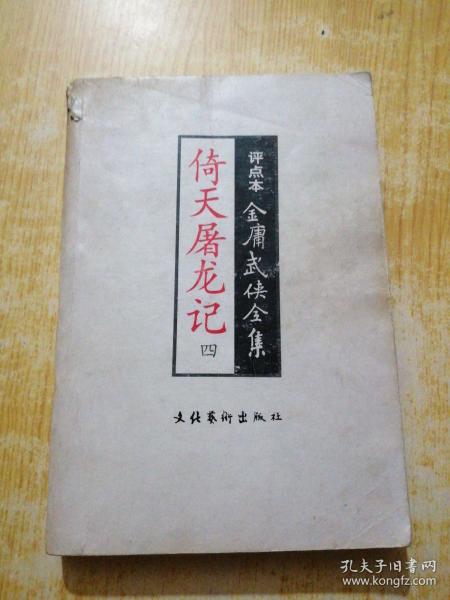 评点本 金庸武侠全集
倚天屠龙记 四
文化艺術出版社
孔夫子旧书网
www.kongfz.com